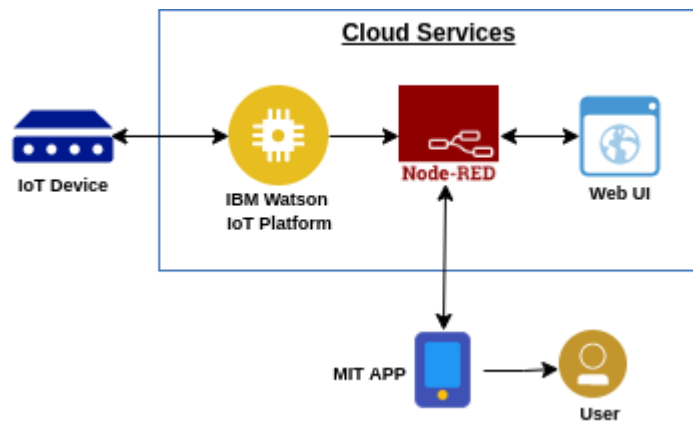 Cloud Services
IoT Device
IBM Watson
IoT Platform
Node-RED
Web UI
MIT APP
User